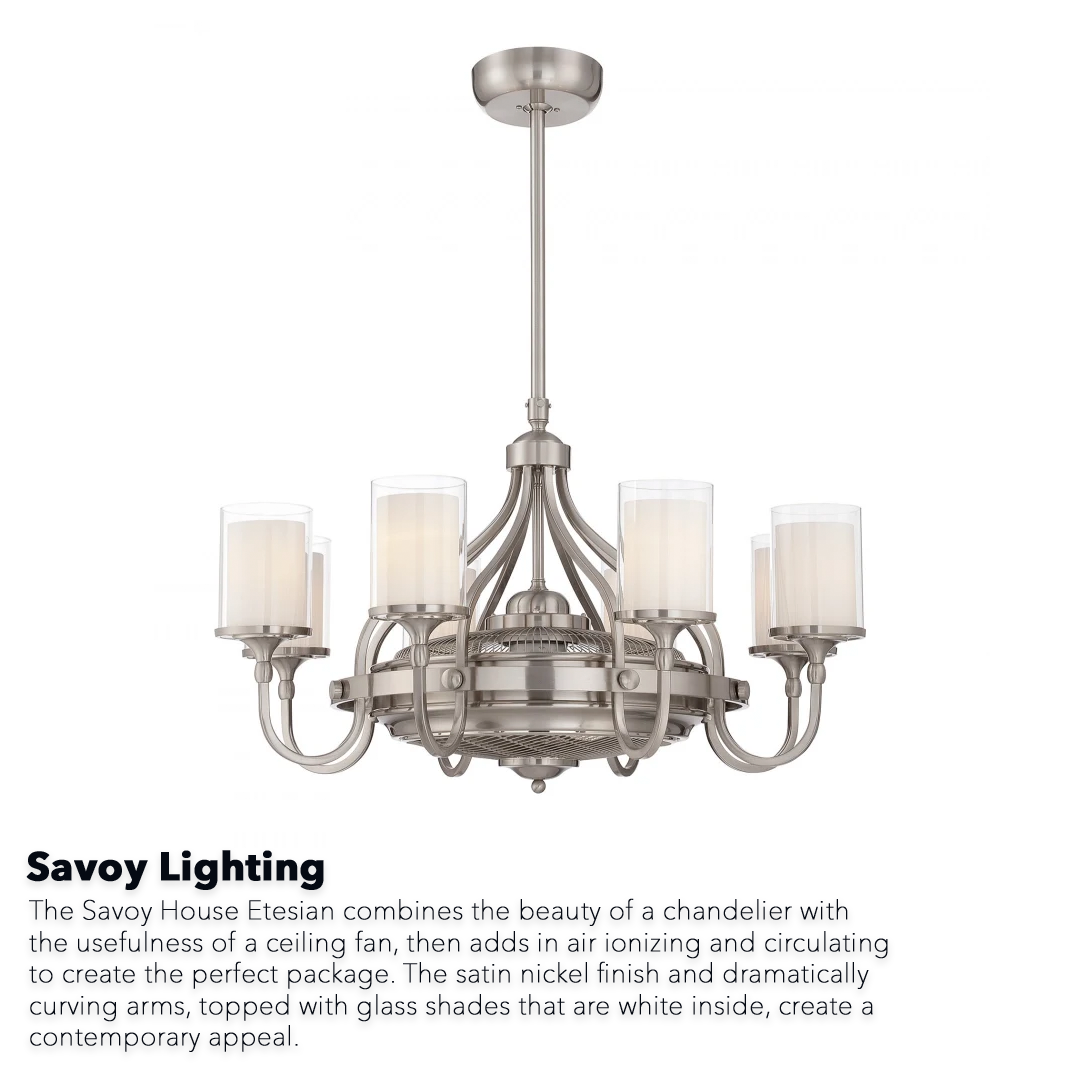 Savoy Lighting
The Savoy House Etesian combines the beauty of a chandelier with
the usefulness of a ceiling fan, then adds in air ionizing and circulating
to create the perfect package. The satin nickel finish and dramatically
curving arms, topped with glass shades that are white inside, create a
contemporary appeal.